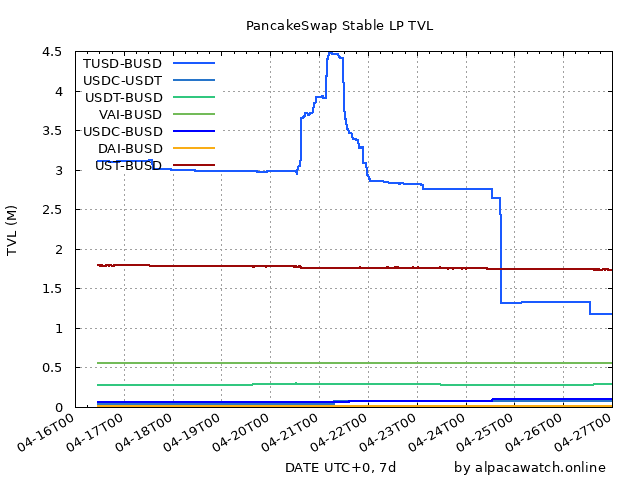 PancakeSwap Stable LP TVL
TVL (M)
4.5
4
3.5
3
2.5
2
1.5
1
0.5
0
TUSD-BUSD
USDC-USDT
USDT-BUSD
VAI-BUSD
USDC-BUSD
DAI-BUSD
UST-BUSD
04-16T00
04-17T00
04-18T00
04-19T00
04-20T00
04-21T00
04-22T00
04-23T00
04-24T00
04-25T00
04-26T00
04-27T00
DATE UTC+0, 7d
by alpacawatch.online